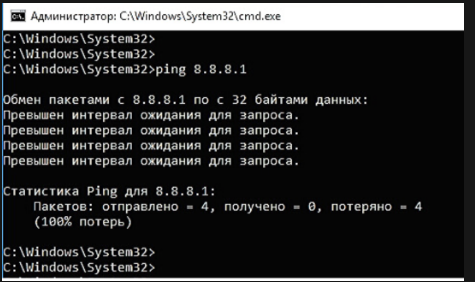 Администратор: C:\Windows\System32\cmd.exe
C:\Windows\System32>
C:\Windows\System32>
C:\Windows\System32>ping 8.8.8.1
Обмен пакетами с 8.8.8.1 по с 32 байтами данных:
Превышен интервал ожидания для запроса.
Превышен интервал ожидания для запроса.
Превышен интервал ожидания для запроса.
Превышен интервал ожидания для запроса.
Статистика Ping для 8.8.8.1:
Пакетов: отправлено = 4, получено = 0, потеряно = 4
(100% потерь)
C:\Windows\System32>
C:\Windows\System32>